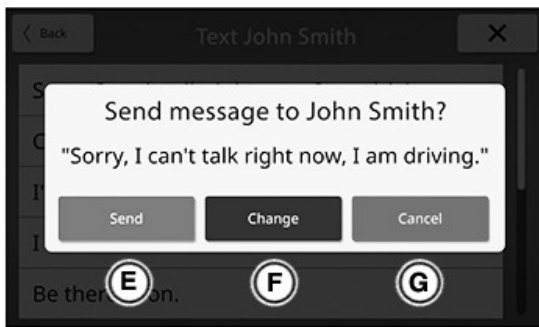 Back
Text John Smith
S
Send message to John Smith?
C
"Sorry, I can't talk right now, I am driving."
I'
Send
Change
Cancel
I
E
F
G
Be there on.